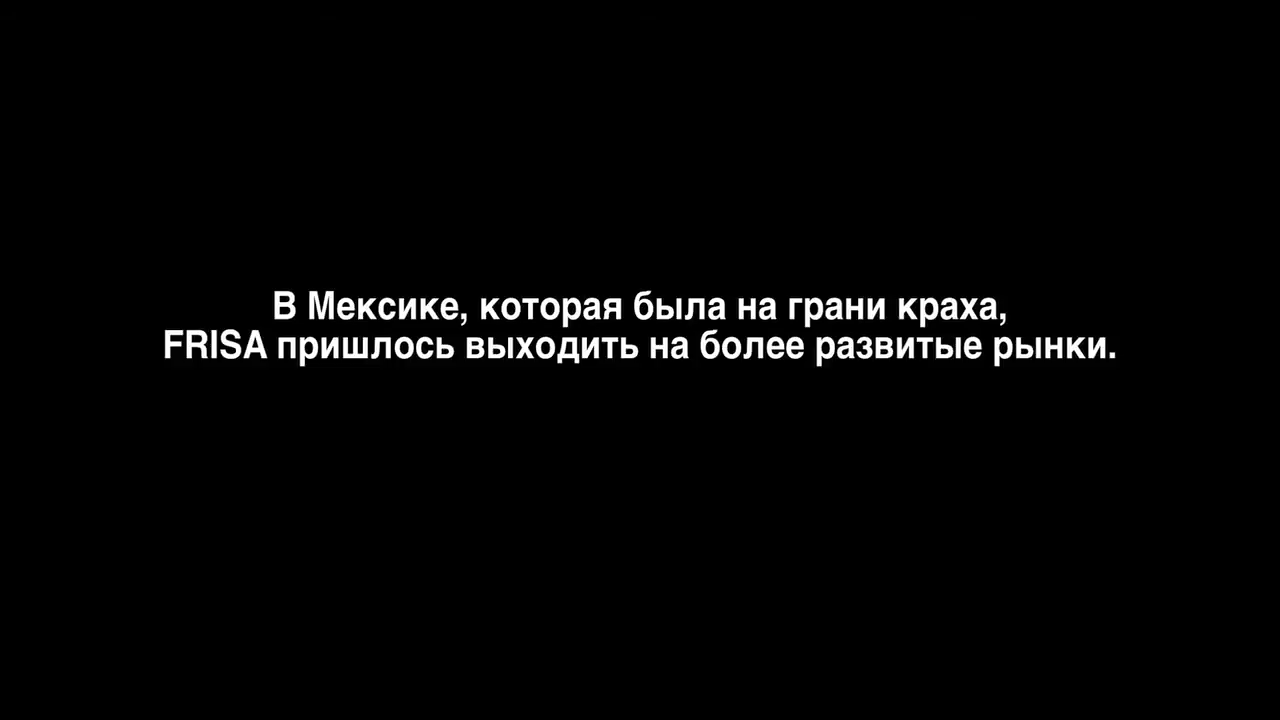 В Мексике, которая была на грани краха,
FRISA пришлось выходить на более развитые рынки.